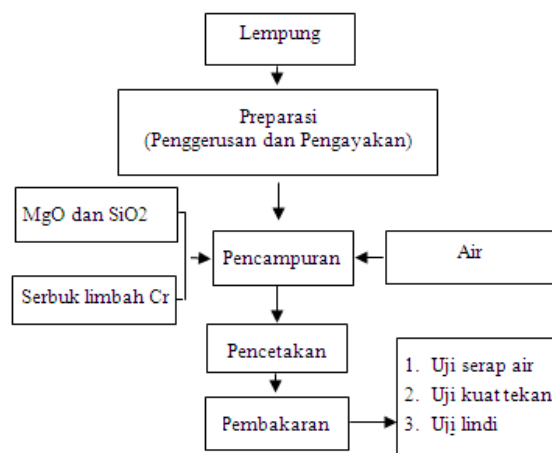 Lempung
Preparasi
(Penggerusan dan Pengayakan)
MgO dan SiO2
Pencampuran
Air
Serbuk limbah Cr
Pencetakan
Pembakaran
1. Uji serap air
2. Uji kuat tekan
3. Uji lindi